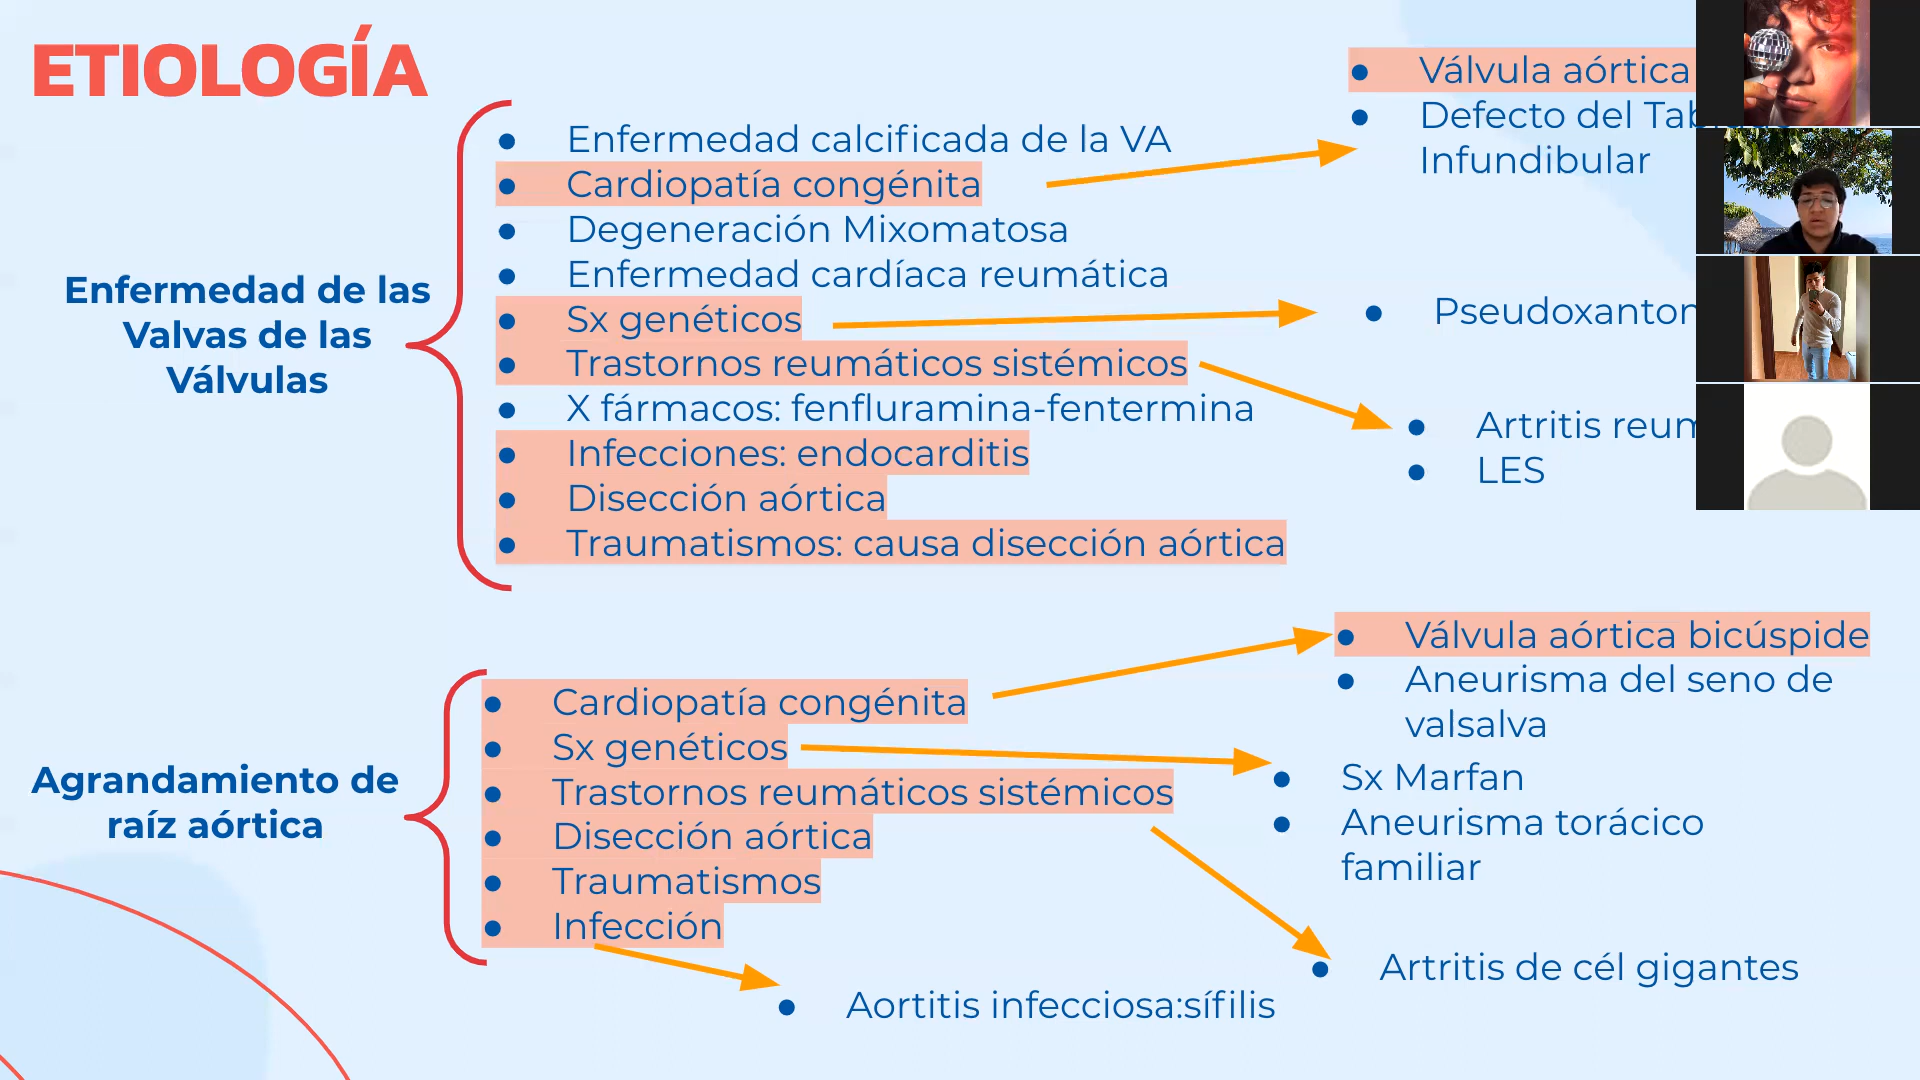 ETIOLOGÍA
Enfermedad de las
Valvas de las
Válvulas
● Enfermedad calcificada de la VA
● Cardiopatía congénita
● Degeneración Mixomatosa
● Enfermedad cardíaca reumática
● Sx genéticos
● Trastornos reumáticos sistémicos
● X fármacos: fenfluramina-fentermina
● Infecciones: endocarditis
● Disección aórtica
● Traumatismos: causa disección aórtica
● Válvula aórtica
● Defecto del
Infundibular
●
● Artritis
● LES
Agrandamiento de
raíz aórtica
● Cardiopatía congénita
● Sx genéticos
● Trastornos reumáticos sistémicos
● Disección aórtica
● Traumatismos
● Infección
● Válvula aórtica bicúspide
● Aneurisma del seno de
valsalva
● Sx Marfan
● Aneurisma torácico
familiar
● Artritis de cél gigantes
● Aortitis infecciosa:sífilis